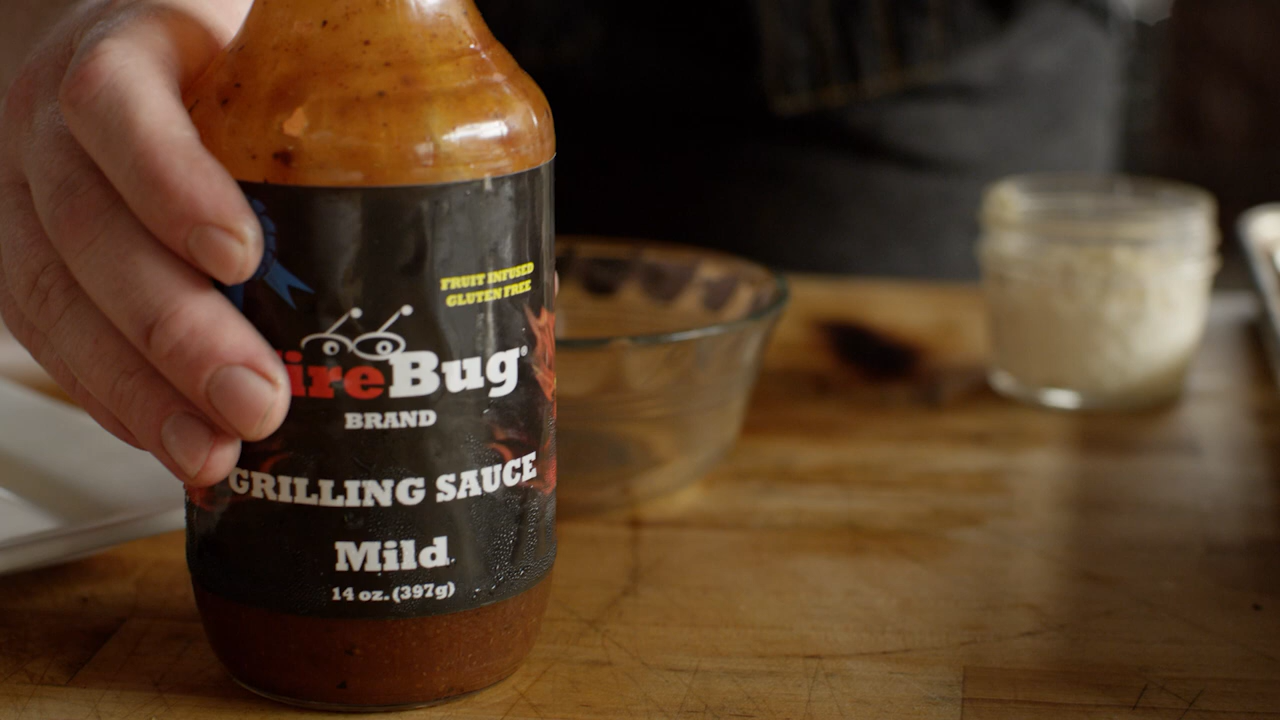 FRUIT INFUSED
GLUTEN FREE
ireBug®
BRAND
GRILLING SAUCE
Mild
14 oz. (397g)